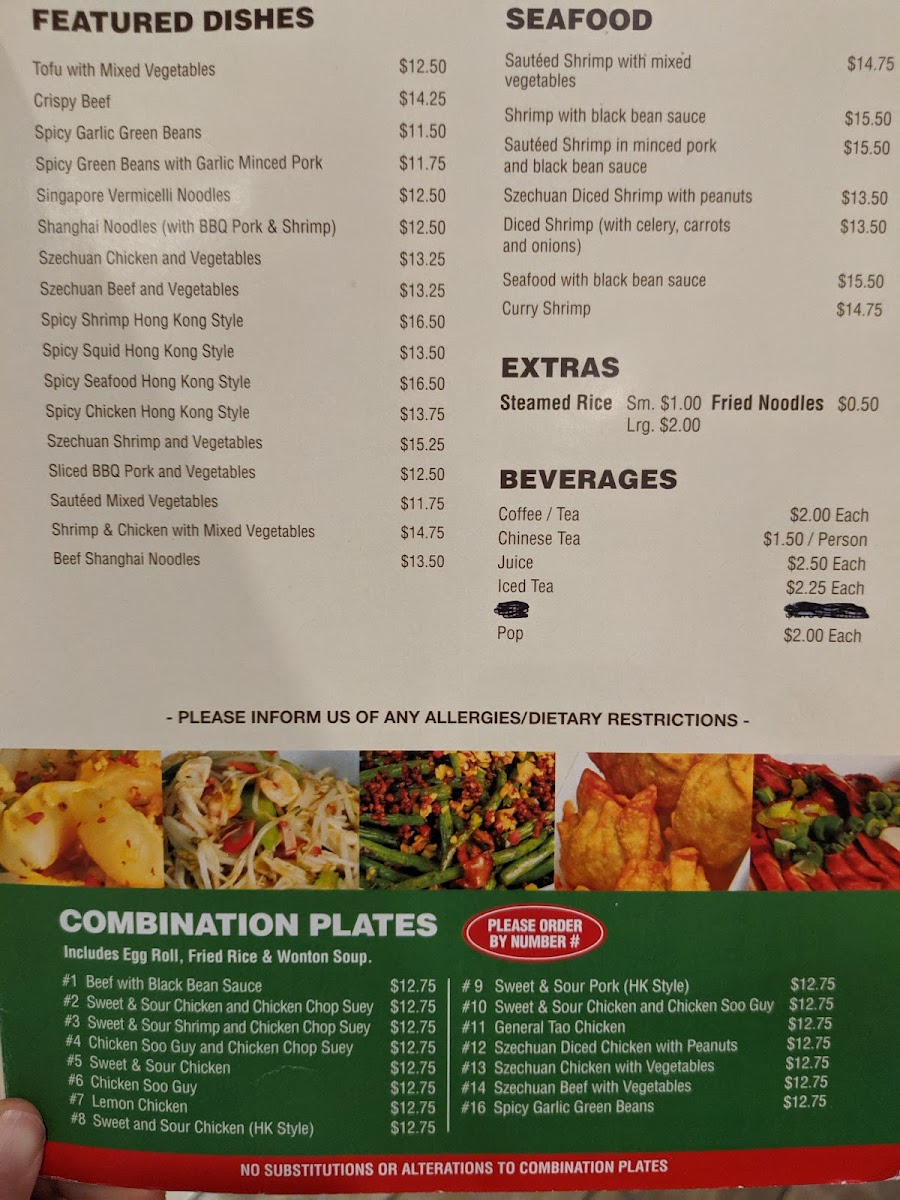 FEATURED DISHES
Tofu with Mixed Vegetables $12.50
Crispy Beef $14.25
Spicy Garlic Green Beans $11.50
Spicy Green Beans with Garlic Minced Pork $11.75
Singapore Vermicelli Noodles $12.50
Shanghai Noodles (with BBQ Pork & Shrimp) $12.50
Szechuan Chicken and Vegetables $13.25
Szechuan Beef and Vegetables $13.25
Spicy Shrimp Hong Kong Style $16.50
Spicy Squid Hong Kong Style $13.50
Spicy Seafood Hong Kong Style $16.50
Spicy Chicken Hong Kong Style $13.75
Szechuan Shrimp and Vegetables $15.25
Sliced BBQ Pork and Vegetables $12.50
Sautéed Mixed Vegetables $11.75
Shrimp & Chicken with Mixed Vegetables $14.75
Beef Shanghai Noodles $13.50
SEAFOOD
Sautéed Shrimp with mixed $14.75
vegetables
Shrimp with black bean sauce $15.50
Sautéed Shrimp in minced pork $15.50
and black bean sauce
Szechuan Diced Shrimp with peanuts $13.50
Diced Shrimp (with celery, carrots $13.50
and onions)
Seafood with black bean sauce $15.50
Curry Shrimp $14.75
EXTRAS
Steamed Rice Sm. $1.00 Fried Noodles $0.50
Lrg. $2.00
BEVERAGES
Coffee / Tea $2.00 Each
Chinese Tea $1.50 / Person
Juice $2.50 Each
Iced Tea $2.25 Each
Pop $2.00 Each
- PLEASE INFORM US OF ANY ALLERGIES/DIETARY RESTRICTIONS -
COMBINATION PLATES
Includes Egg Roll, Fried Rice & Wonton Soup.
PLEASE ORDER
BY NUMBER #
#1 Beef with Black Bean Sauce $12.75
#2 Sweet & Sour Chicken and Chicken Chop Suey $12.75
#3 Sweet & Sour Shrimp and Chicken Chop Suey $12.75
#4 Chicken Soo Guy and Chicken Chop Suey $12.75
#5 Sweet & Sour Chicken $12.75
#6 Chicken Soo Guy $12.75
#7 Lemon Chicken $12.75
#8 Sweet and Sour Chicken (HK Style) $12.75
# 9 Sweet & Sour Pork (HK Style) $12.75
#10 Sweet & Sour Chicken and Chicken Soo Guy $12.75
#11 General Tao Chicken $12.75
#12 Szechuan Diced Chicken with Peanuts $12.75
#13 Szechuan Chicken with Vegetables $12.75
#14 Szechuan Beef with Vegetables $12.75
#16 Spicy Garlic Green Beans $12.75
NO SUBSTITUTIONS OR ALTERATIONS TO COMBINATION PLATES